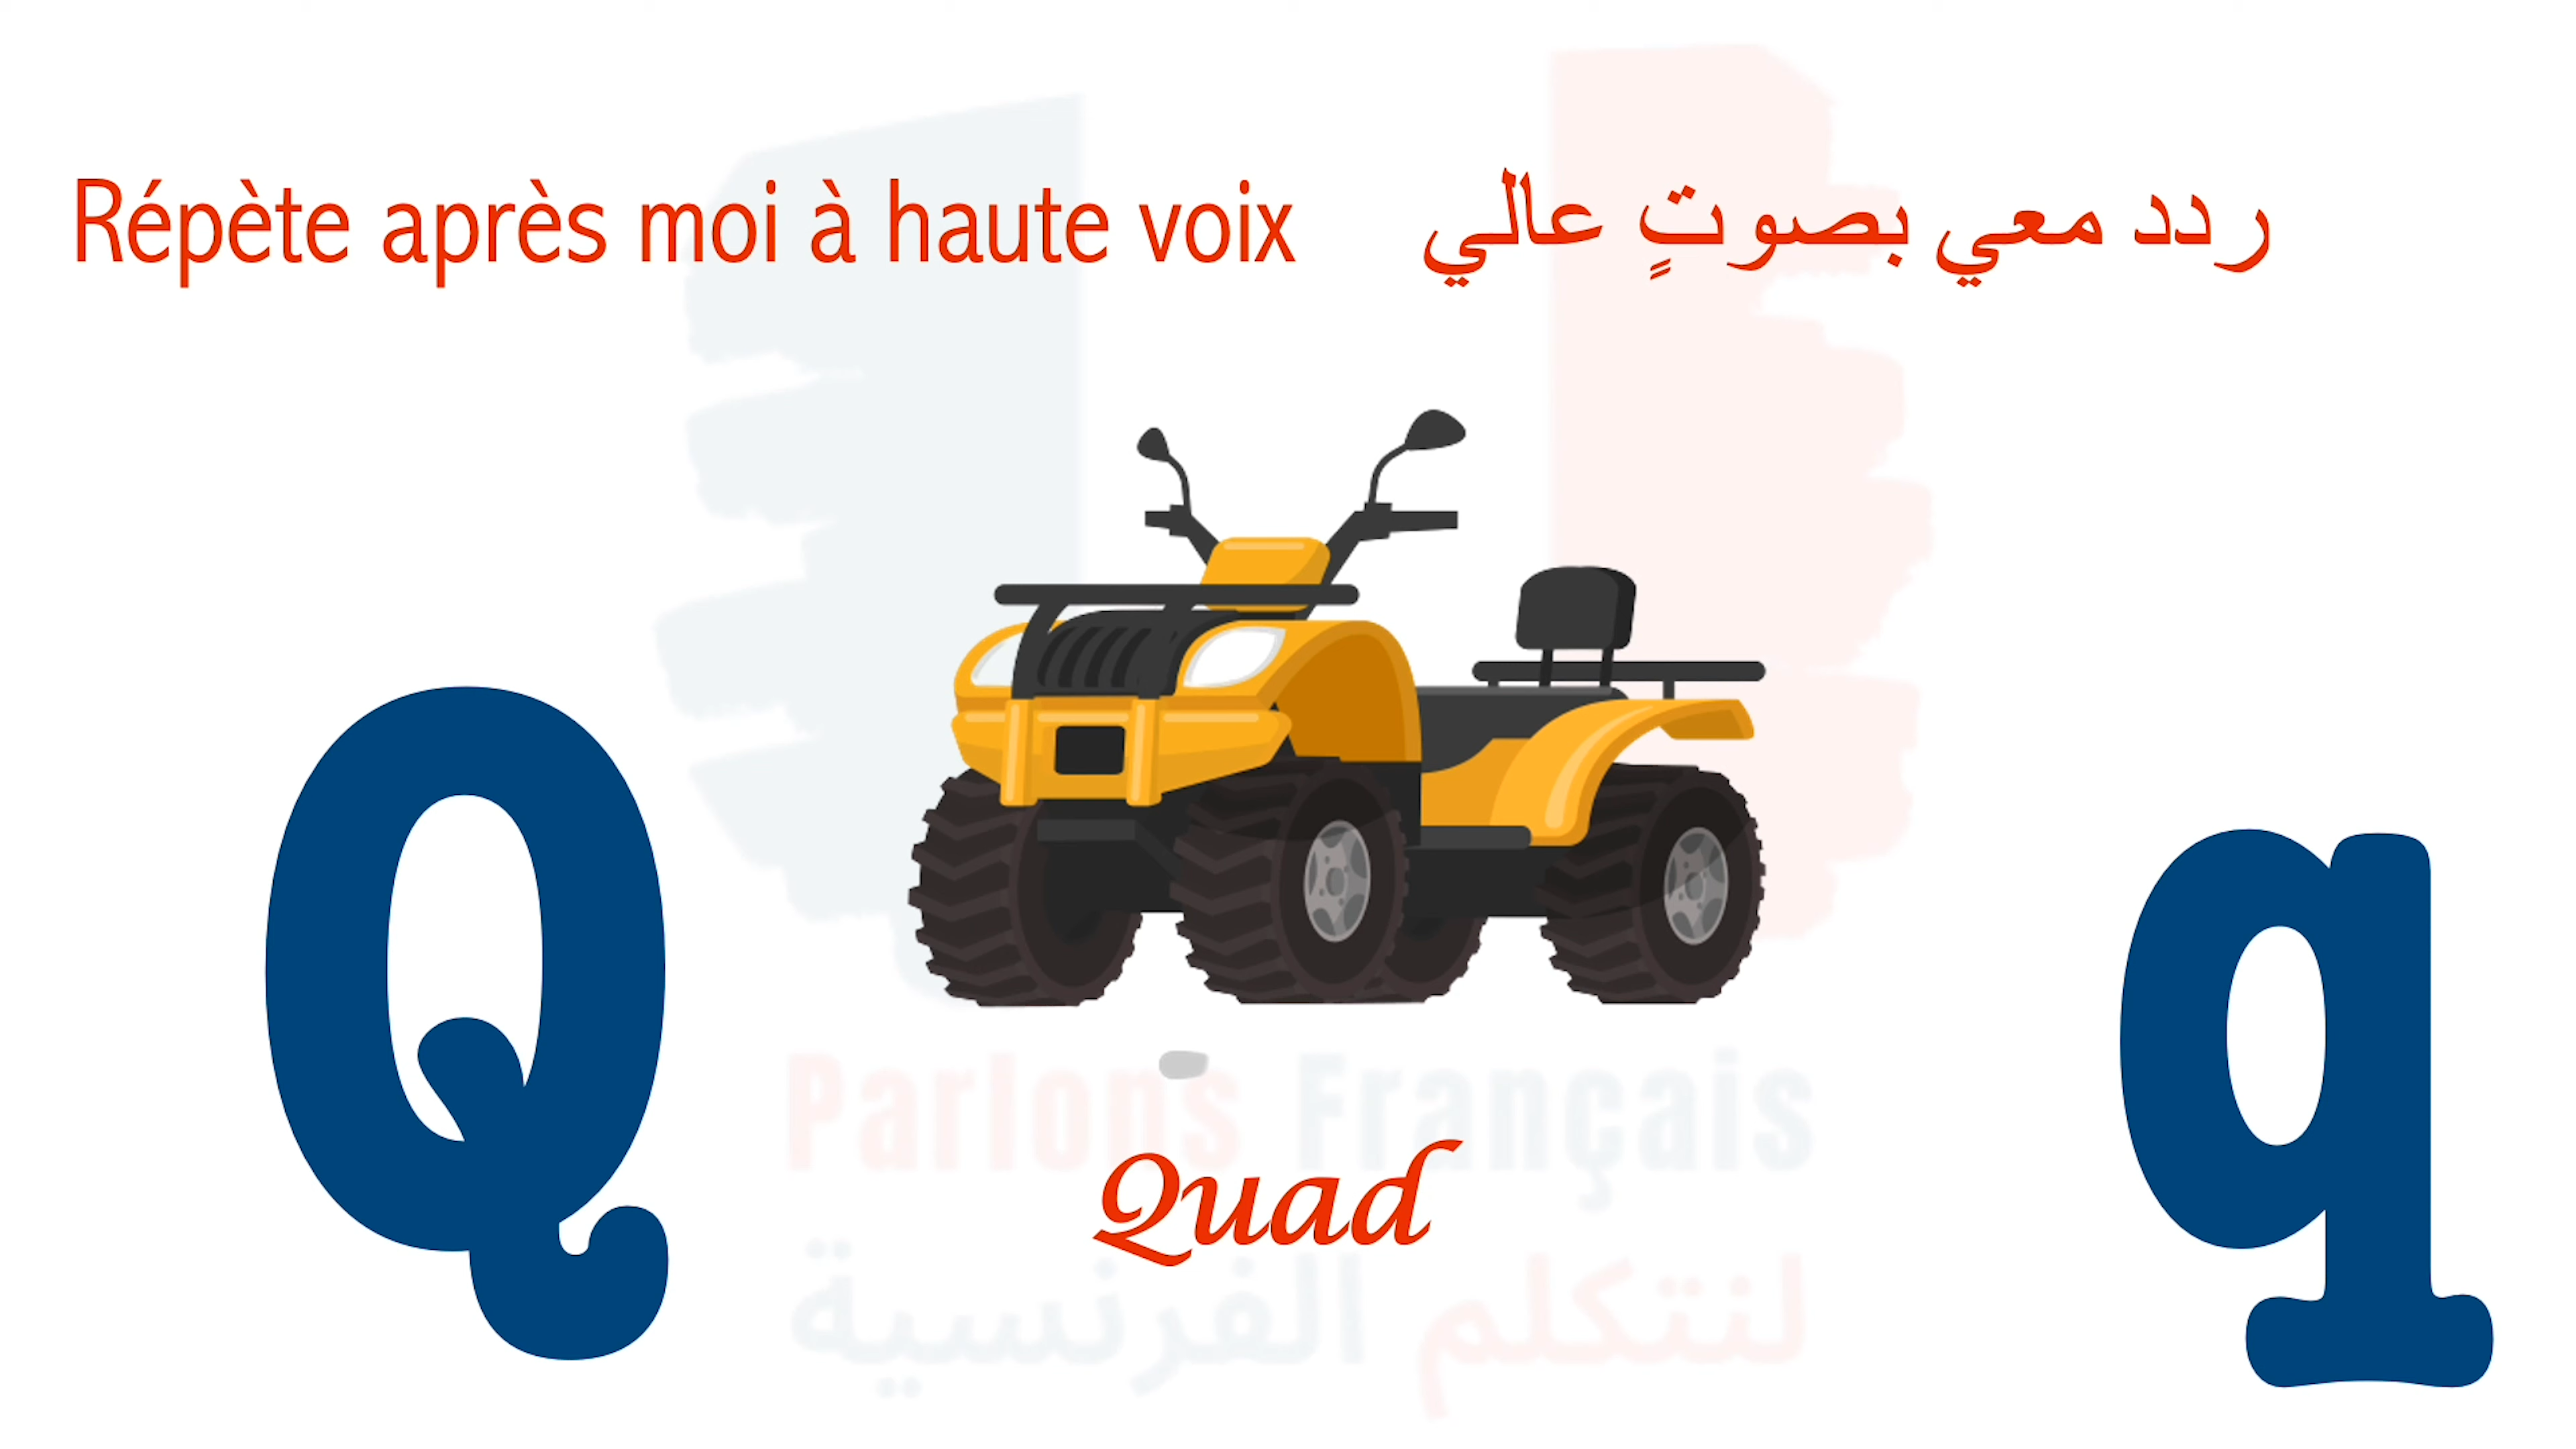 Répète après moi à haute voix ردد معي بصوتٍ عالي
Q
q
Parlons Français
Quad
لنتكلم الفرنسية